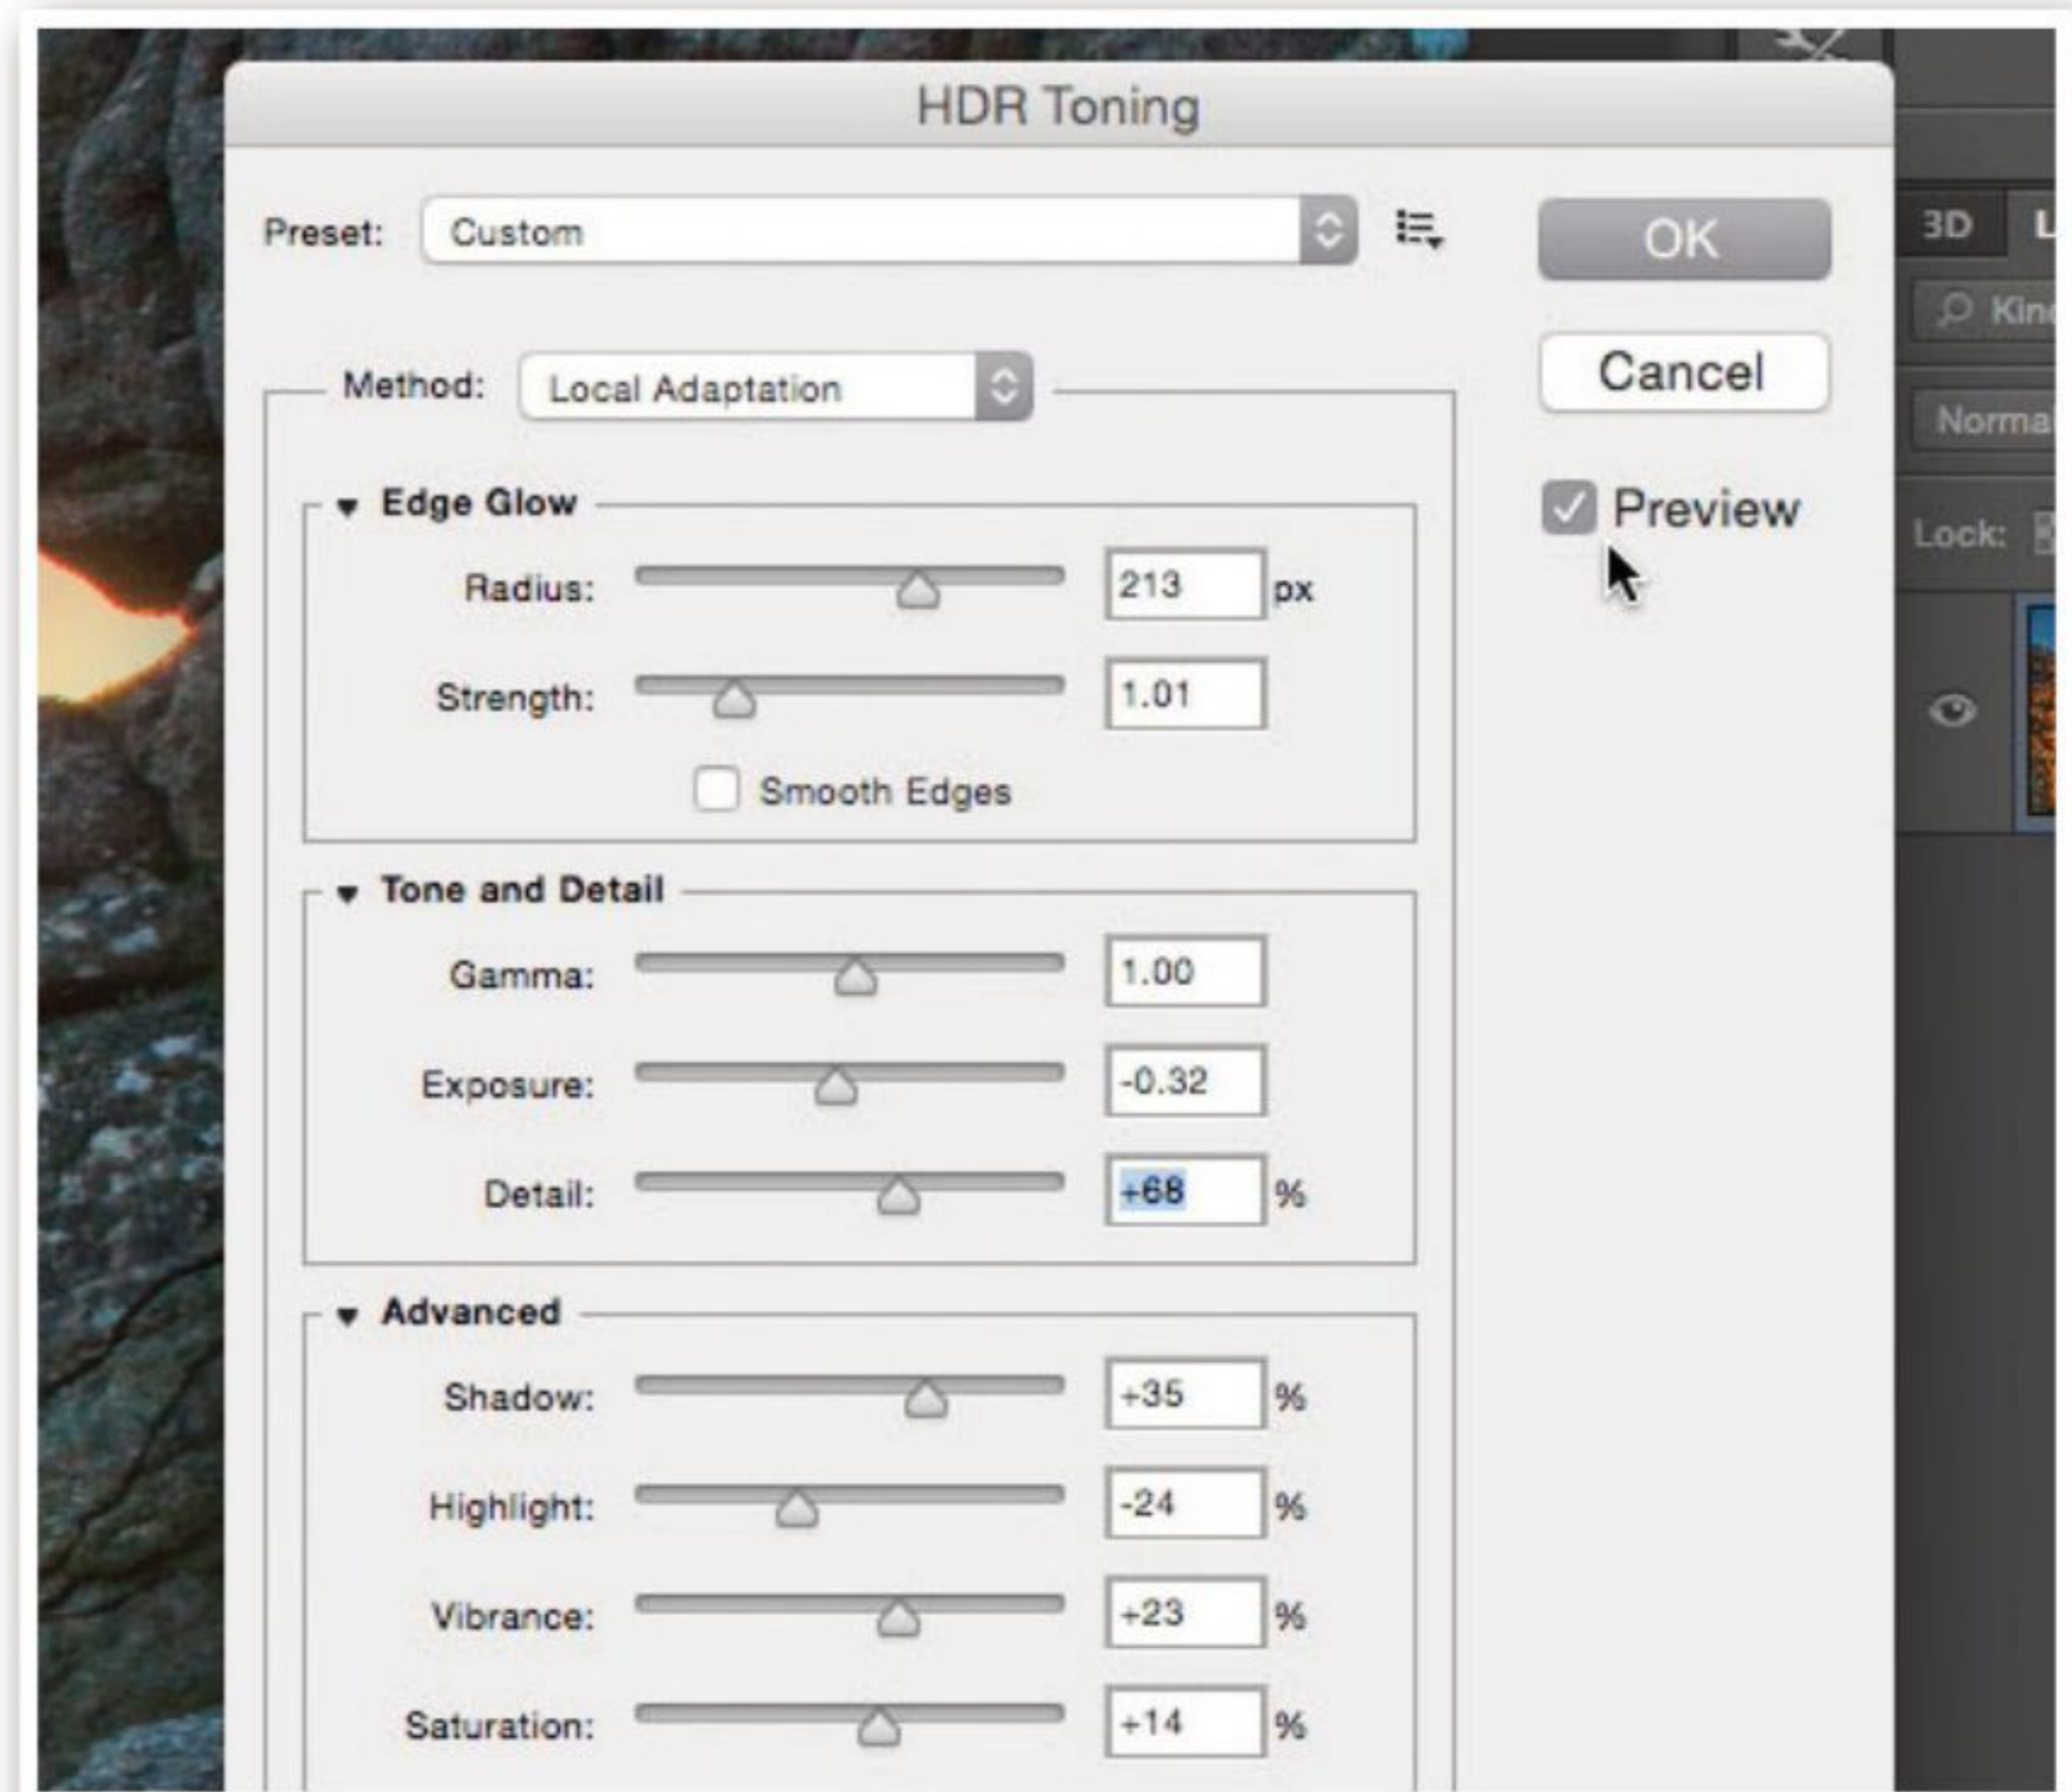 HDR Toning
Preset: Custom
OK
Cancel
Preview
Method: Local Adaptation
Edge Glow
Radius: 213 px
Strength: 1.01
Smooth Edges
Tone and Detail
Gamma: 1.00
Exposure: -0.32
Detail: +68 %
Advanced
Shadow: +35 %
Highlight: -24 %
Vibrance: +23 %
Saturation: +14 %
3D
Lock: